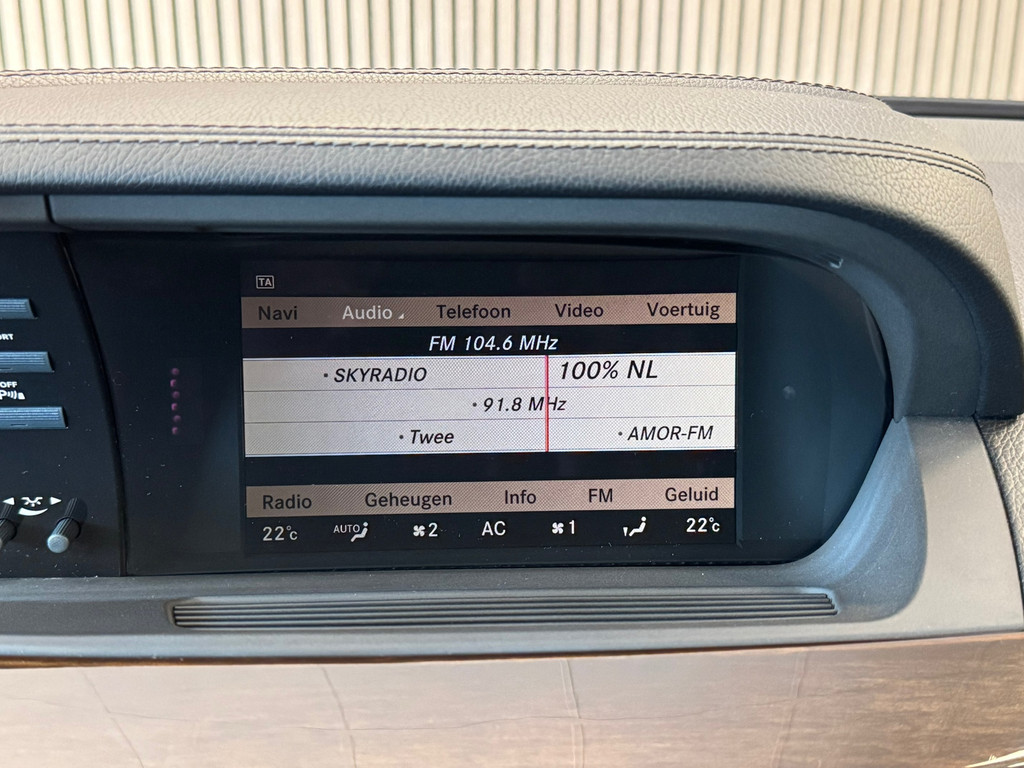 TA
Navi Audio Telefoon Video Voertuig
FM 104.6 MHz
• SKYRADIO 100% NL
• 91.8 MHz
• Twee • AMOR-FM
Radio Geheugen Info FM Geluid
22°C AUTO 2 AC 1 22°C
OFF